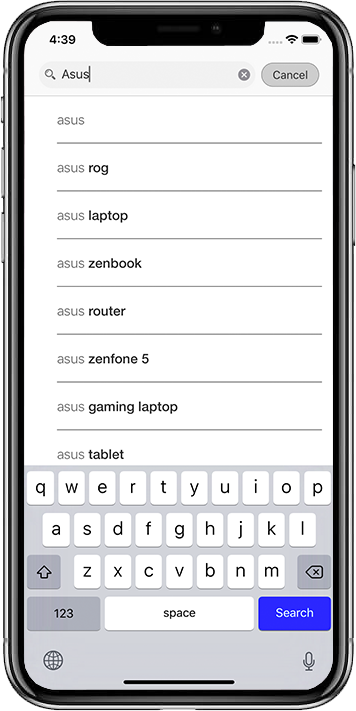 4:39
Asus
Cancel
asus
asus rog
asus laptop
asus zenbook
asus router
asus zenfone 5
asus gaming laptop
asus tablet
q w e r t y u i o p
a s d f g h j k l
z x c v b n m
123 space Search